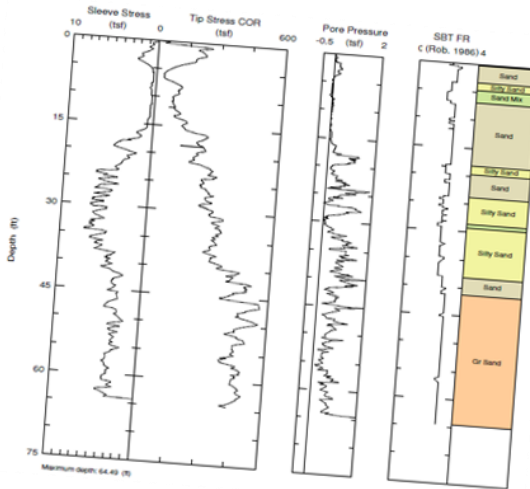 Sleeve Stress
(tsf)
Tip Stress COR
(tsf)
Pore Pressure
(tsf)
SBT FR
(Rob. 1986) 4
10
0
600
-0.5
2
0
15
30
45
60
75
Depth (ft)
Sand
Silty Sand
Sand Mix
Sand
Silty Sand
Sand
Silty Sand
Silty Sand
Sand
Gr Sand
Maximum depth: 64.49 (ft)